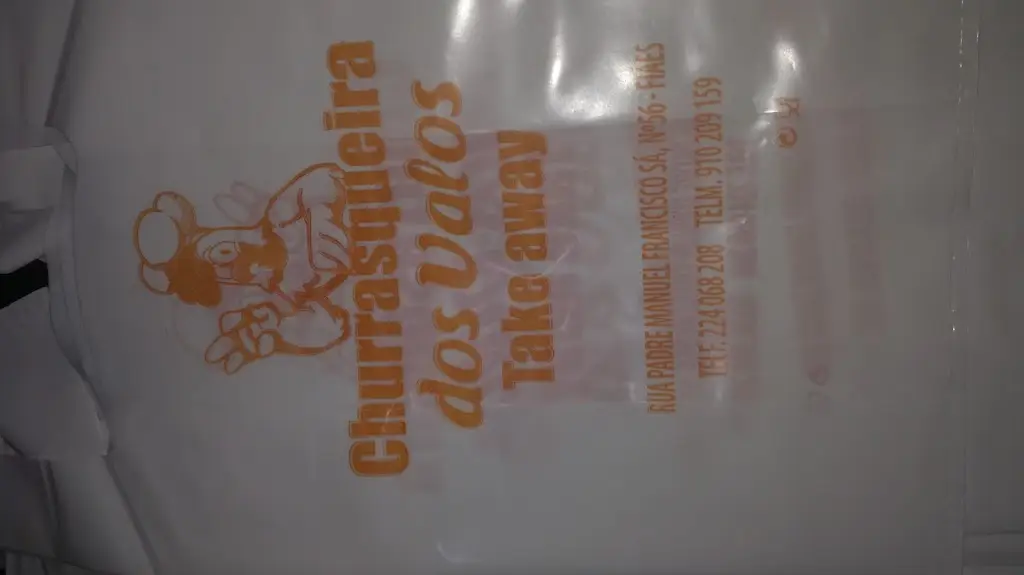 Churrasqueira
dos Valos
Take away
RUA PADRE MANUEL FRANCISCO SÁ, Nº56 - FIÃES
TELF. 224 068 208 TELM. 910 209 159